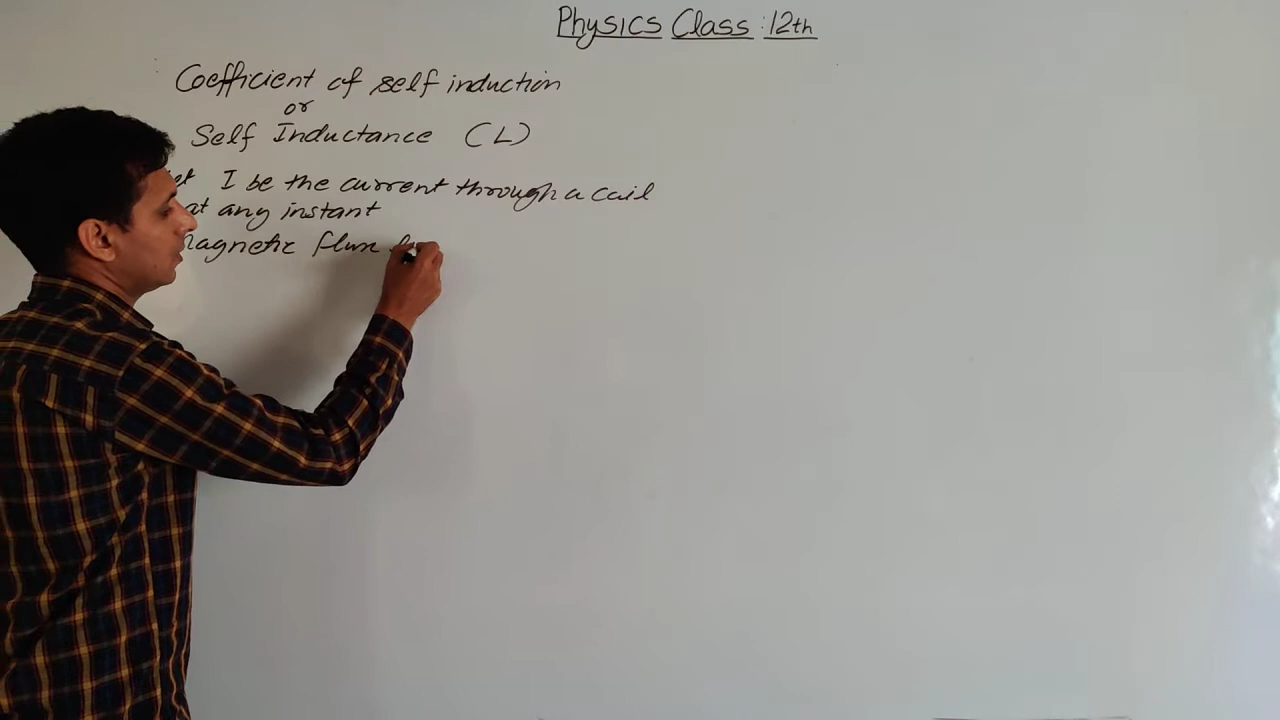 Physics Class : 12th
Coefficient of self induction
or
Self Inductance (L)
I be the current through a coil
at any instant
Magnetic flux